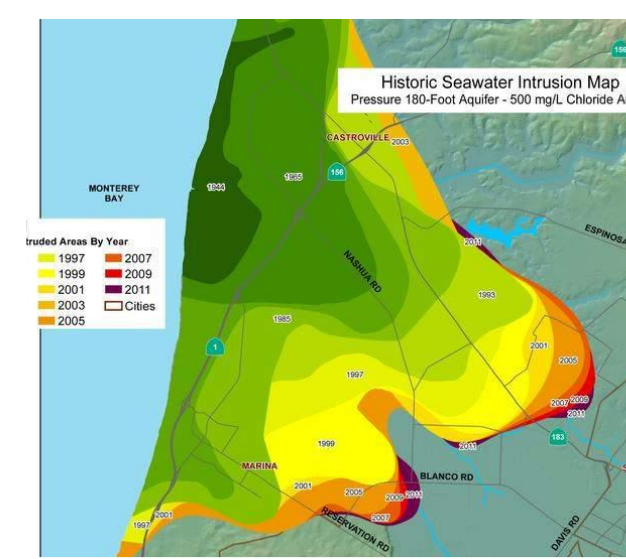 156
Historic Seawater Intrusion Map
Pressure 180-Foot Aquifer - 500 mg/L Chloride A
CASTROVILLE
2003
156
1944
1965
MONTEREY
BAY
2011
ESPINOSA
truded Areas By Year
1997
2007
1999
2009
2001
2011
2003
Cities
2005
NASHUA RD
1993
1985
1
2001
2005
1997
2007
2009
2011
183
2011
1999
MARINA
BLANCO RD
2001
2005
2009
2011
2007
RESERVATION RD
DAVIS RD
2001
1997